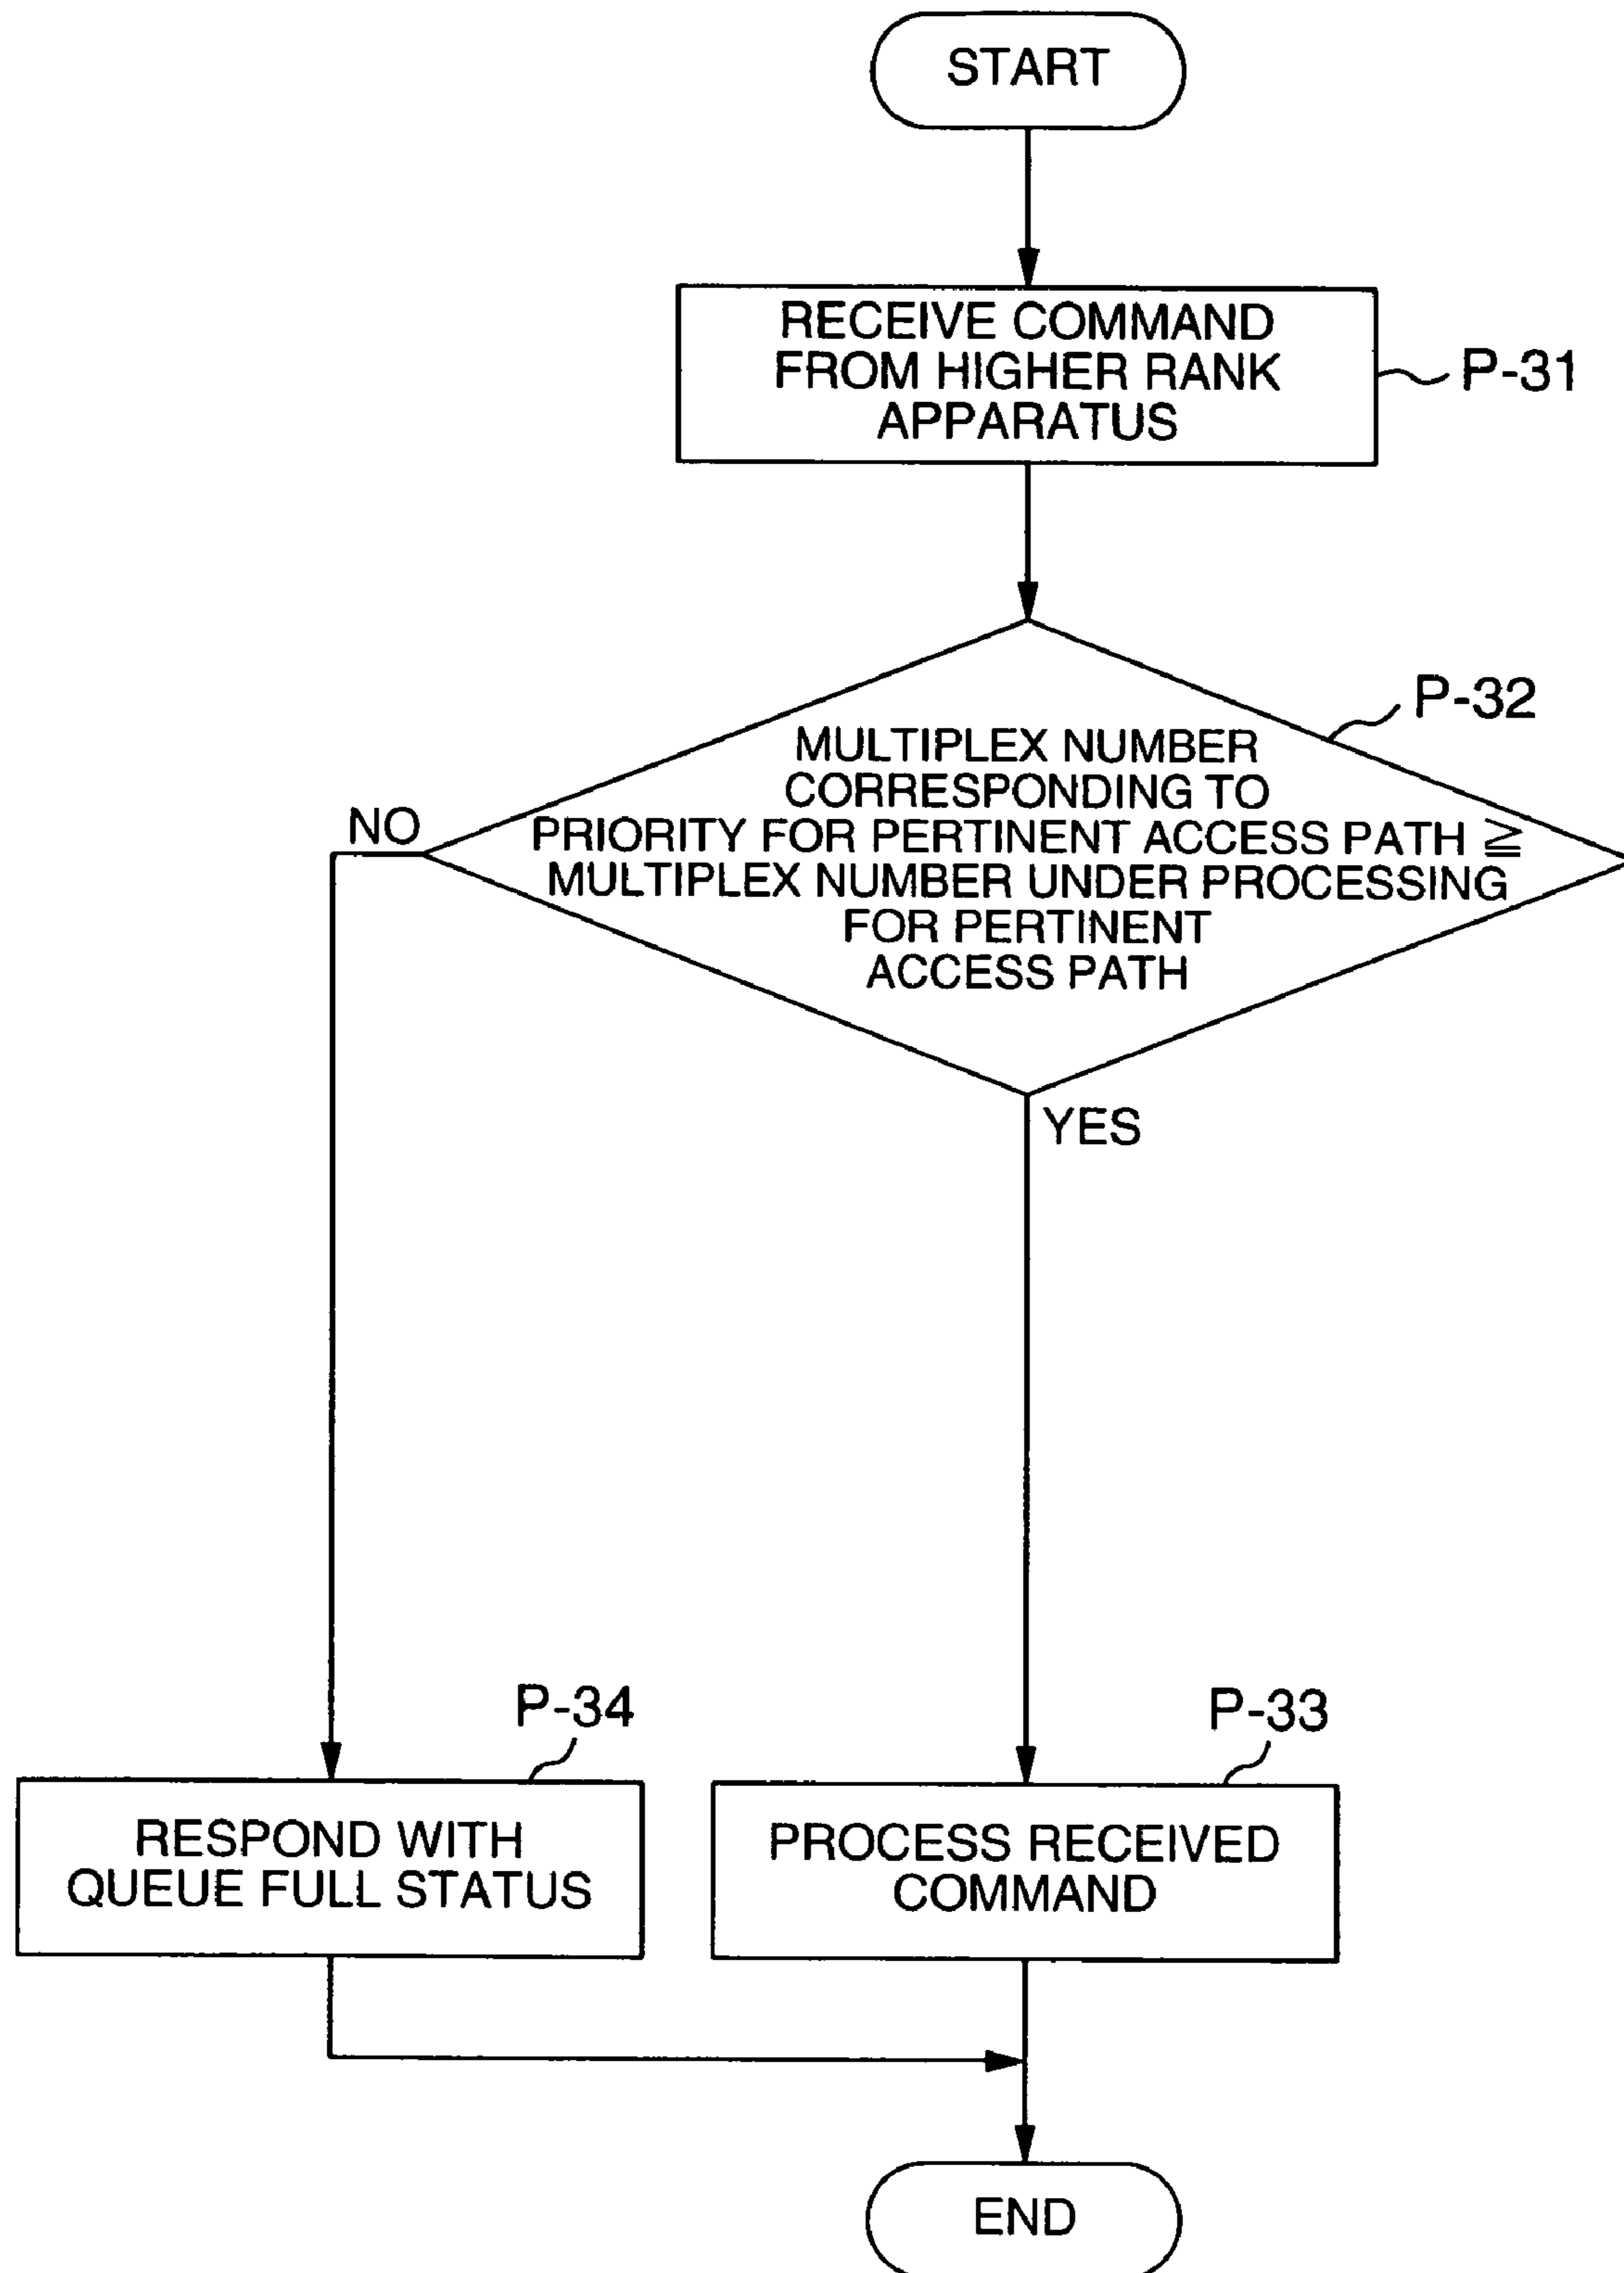 START
RECEIVE COMMAND
FROM HIGHER RANK
APPARATUS
P-31
P-32
MULTIPLEX NUMBER
CORRESPONDING TO
PRIORITY FOR PERTINENT ACCESS PATH ≧
MULTIPLEX NUMBER UNDER PROCESSING
FOR PERTINENT
ACCESS PATH
NO
YES
P-34
P-33
RESPOND WITH
QUEUE FULL STATUS
PROCESS RECEIVED
COMMAND
END